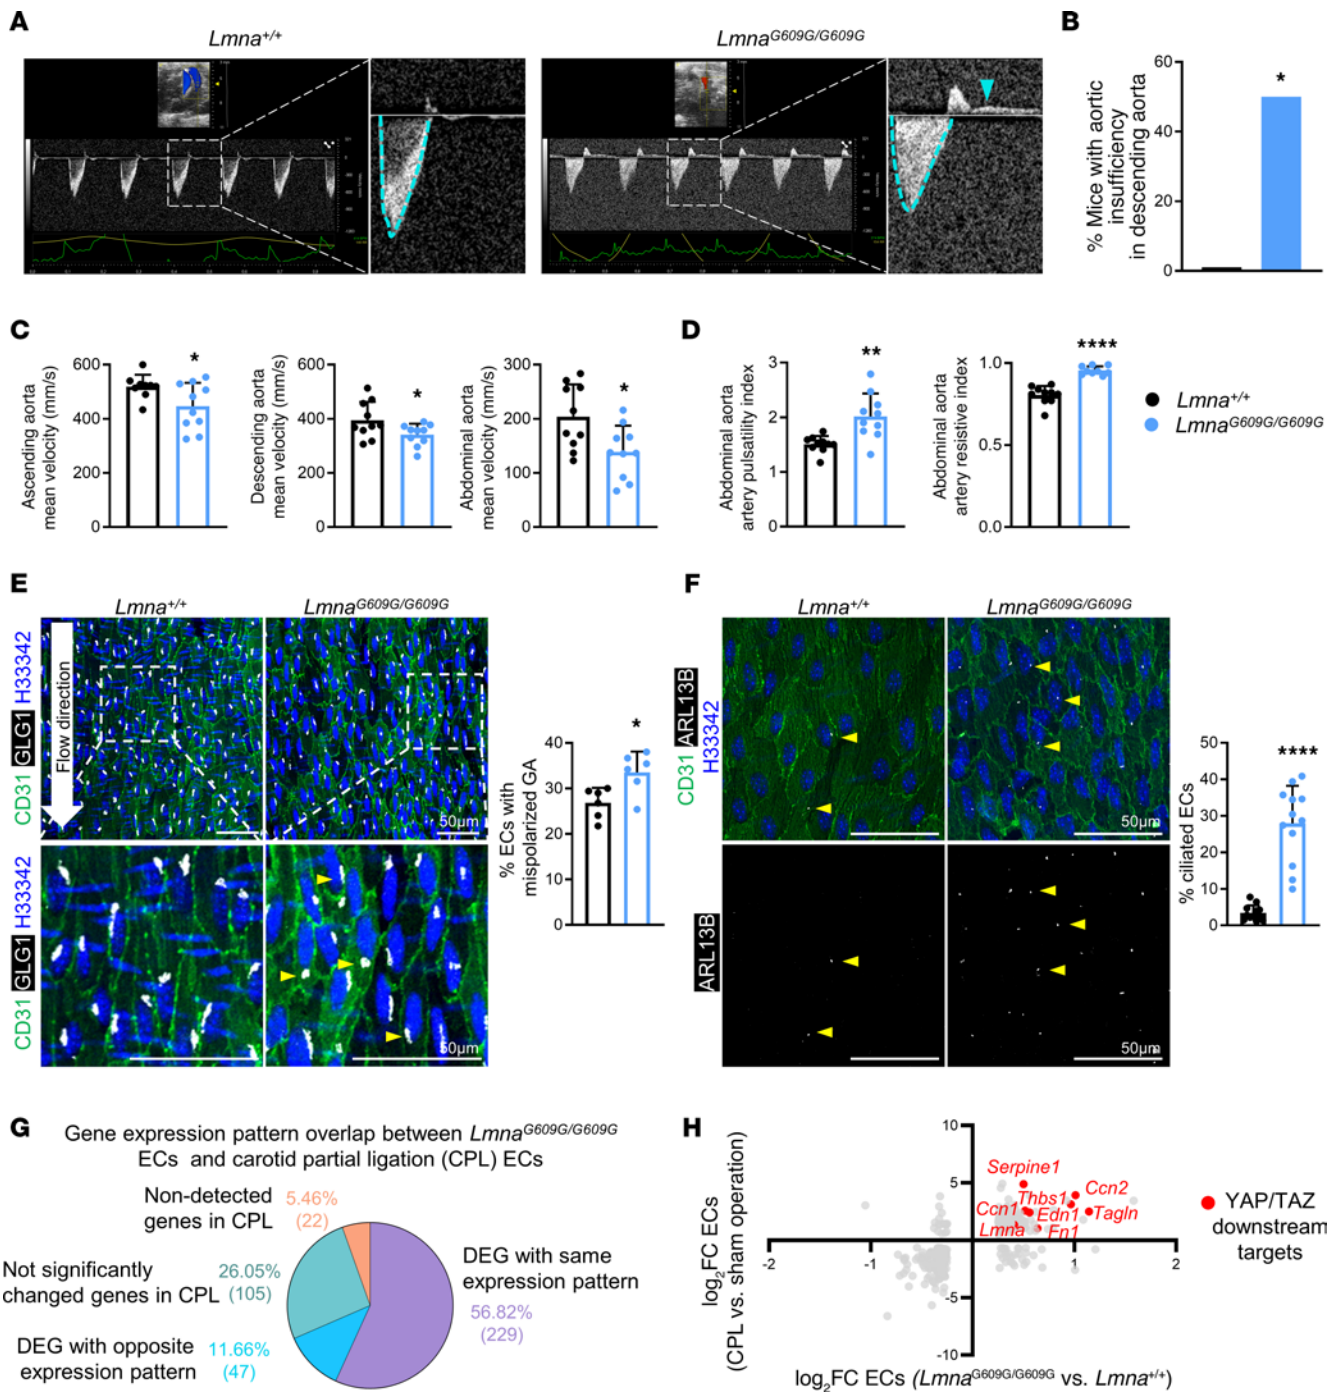 A
Lmna+/+
LmnaG609G/G609G
B
% Mice with aortic
insufficiency
in descending aorta
60
40
20
0
*
C
Ascending aorta
mean velocity (mm/s)
600
400
200
0
*
Descending aorta
mean velocity (mm/s)
600
400
200
0
*
Abdominal aorta
mean velocity (mm/s)
300
200
100
0
*
D
Abdominal aorta
artery pulsatility index
3
2
1
0
**
Abdominal aorta
artery resistive index
1.0
0.5
0.0
****
Lmna+/+
LmnaG609G/G609G
E
Lmna+/+
LmnaG609G/G609G
CD31 GLG1 H33342
Flow direction
50µm
CD31 GLG1 H33342
50µm
% ECs with
mispolarized GA
40
30
20
10
0
*
F
Lmna+/+
LmnaG609G/G609G
CD31 ARL13B
H33342
50µm
ARL13B
50µm
% ciliated ECs
50
40
30
20
10
0
****
G
Gene expression pattern overlap between LmnaG609G/G609G
ECs and carotid partial ligation (CPL) ECs
Non-detected
genes in CPL
5.46%
(22)
Not significantly
changed genes in CPL
26.05%
(105)
DEG with opposite
expression pattern
11.66%
(47)
DEG with same
expression pattern
56.82%
(229)
H
log2FC ECs
(CPL vs. sham operation)
10
5
0
-5
-10
-2
-1
1
2
Serpine1
Thbs1
Ccn2
Ccn1
Edn1
Tagln
Lmna
Fn1
YAP/TAZ
downstream
targets
log2FC ECs (LmnaG609G/G609G vs. Lmna+/+)